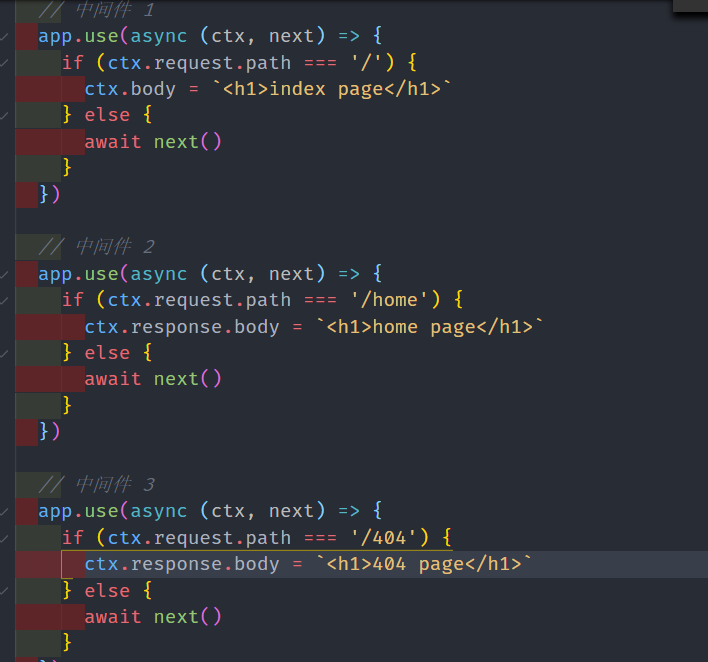 // 中间件 1
app.use(async (ctx, next) => {
if (ctx.request.path === '/') {
ctx.body = `<h1>index page</h1>`
} else {
await next()
}
})
// 中间件 2
app.use(async (ctx, next) => {
if (ctx.request.path === '/home') {
ctx.response.body = `<h1>home page</h1>`
} else {
await next()
}
})
// 中间件 3
app.use(async (ctx, next) => {
if (ctx.request.path === '/404') {
ctx.response.body = `<h1>404 page</h1>`
} else {
await next()
}
})